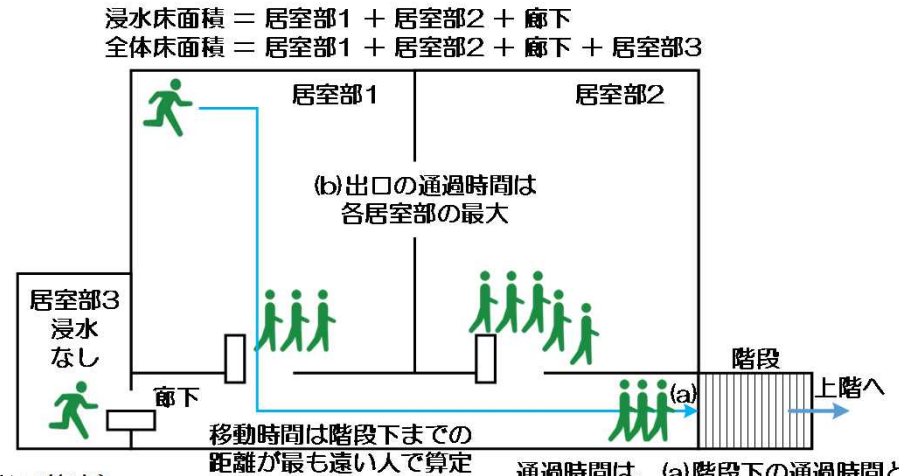 浸水床面積 = 居室部1 + 居室部2 + 廊下
全体床面積 = 居室部1 + 居室部2 + 廊下 + 居室部3
居室部1
居室部2
(b)出口の通過時間は
各居室部の最大
居室部3
浸水
なし
廊下
階段
(a)
上階へ
移動時間は階段下までの
距離が最も遠い人で算定
通過時間は、(a)階段下の通過時間と